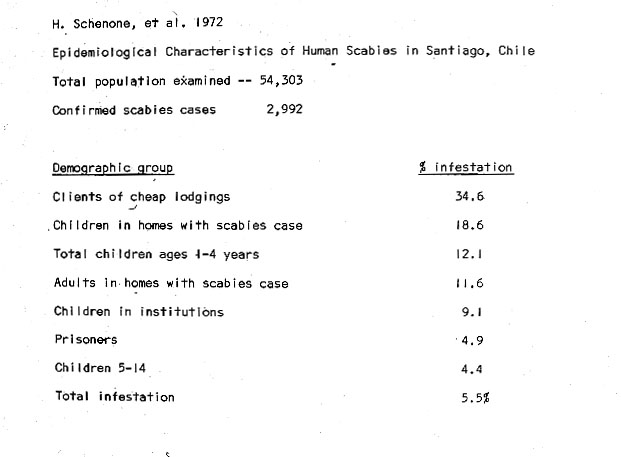 H. Schenone, et al. 1972
Epidemiological Characteristics of Human Scabies in Santiago, Chile
Total population examined -- 54,303
Confirmed scabies cases 2,992
Demographic group % infestation
Clients of cheap lodgings 34.6
Children in homes with scabies case 18.6
Total children ages 1-4 years 12.1
Adults in homes with scabies case 11.6
Children in institutions 9.1
Prisoners 4.9
Children 5-14 4.4
Total infestation 5.5%